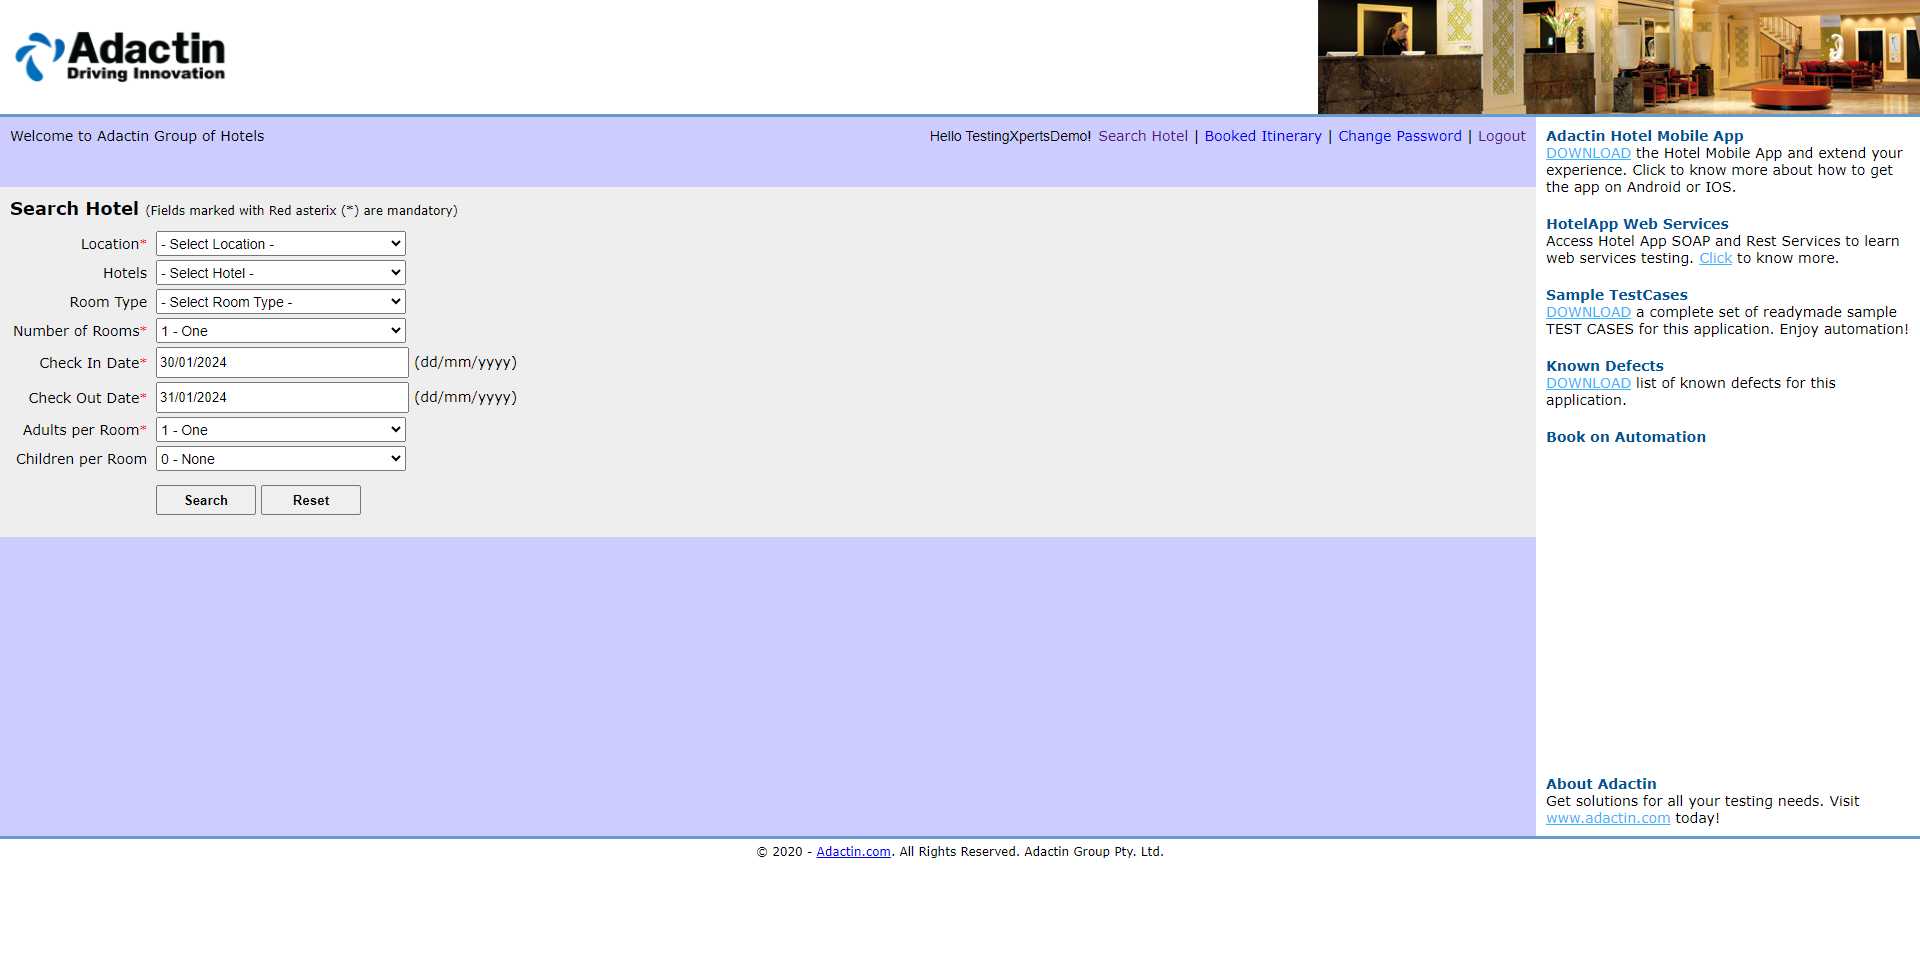 Adactin
Driving Innovation
Welcome to Adactin Group of Hotels
Hello TestingXpertsDemo! Search Hotel | Booked Itinerary | Change Password | Logout
Search Hotel (Fields marked with Red asterix (*) are mandatory)
Location* - Select Location -
Hotels - Select Hotel -
Room Type - Select Room Type -
Number of Rooms* 1 - One
Check In Date* 30/01/2024 (dd/mm/yyyy)
Check Out Date* 31/01/2024 (dd/mm/yyyy)
Adults per Room* 1 - One
Children per Room 0 - None
Search Reset
Adactin Hotel Mobile App
DOWNLOAD the Hotel Mobile App and extend your
experience. Click to know more about how to get
the app on Android or IOS.
HotelApp Web Services
Access Hotel App SOAP and Rest Services to learn
web services testing. Click to know more.
Sample TestCases
DOWNLOAD a complete set of readymade sample
TEST CASES for this application. Enjoy automation!
Known Defects
DOWNLOAD list of known defects for this
application.
Book on Automation
About Adactin
Get solutions for all your testing needs. Visit
www.adactin.com today!
© 2020 - Adactin.com. All Rights Reserved. Adactin Group Pty. Ltd.